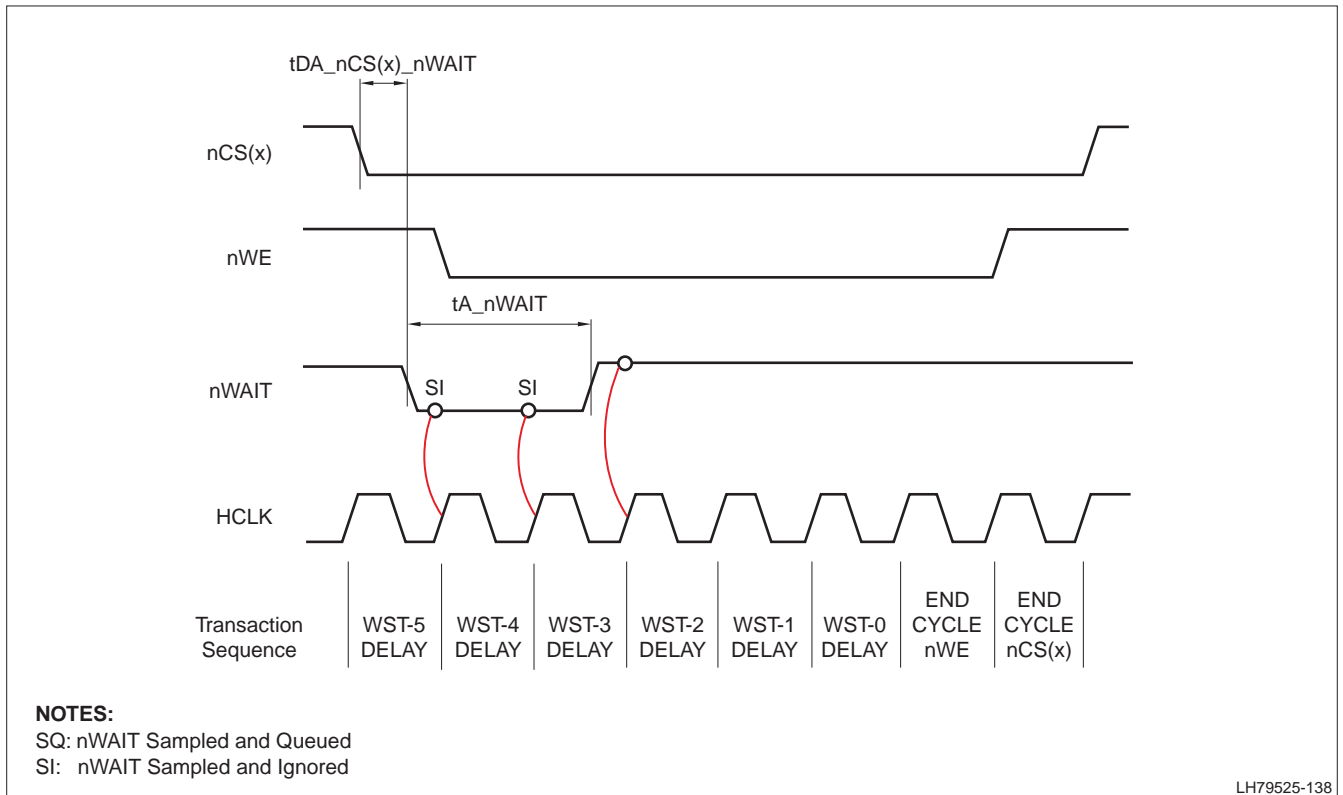 tDA_nCS(x)_nWAIT
nCS(x)
nWE
tA_nWAIT
nWAIT
SI
SI
HCLK
Transaction
Sequence
WST-5
DELAY
WST-4
DELAY
WST-3
DELAY
WST-2
DELAY
WST-1
DELAY
WST-0
DELAY
END
CYCLE
nWE
END
CYCLE
nCS(x)
NOTES:
SQ: nWAIT Sampled and Queued
SI: nWAIT Sampled and Ignored
LH79525-138